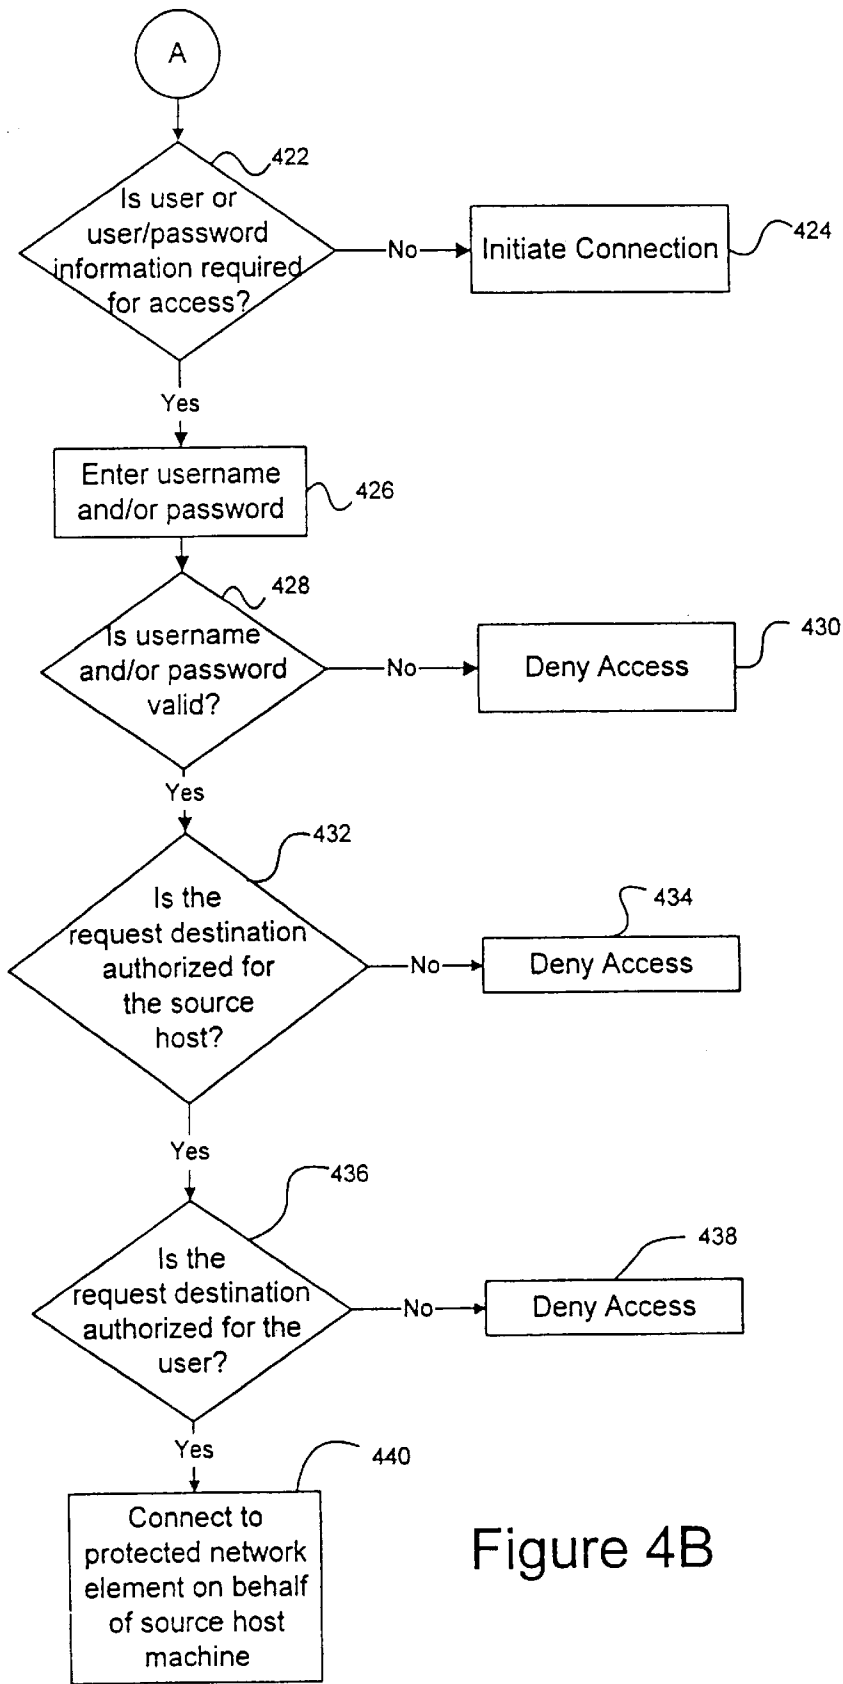 A
422
Is user or
user/password
information required
for access?
No
Initiate Connection
424
Yes
Enter username
and/or password
426
428
Is username
and/or password
valid?
No
Deny Access
430
Yes
432
Is the
request destination
authorized for
the source
host?
No
Deny Access
434
Yes
436
Is the
request destination
authorized for the
user?
No
Deny Access
438
Yes
440
Connect to
protected network
element on behalf
of source host
machine
Figure 4B